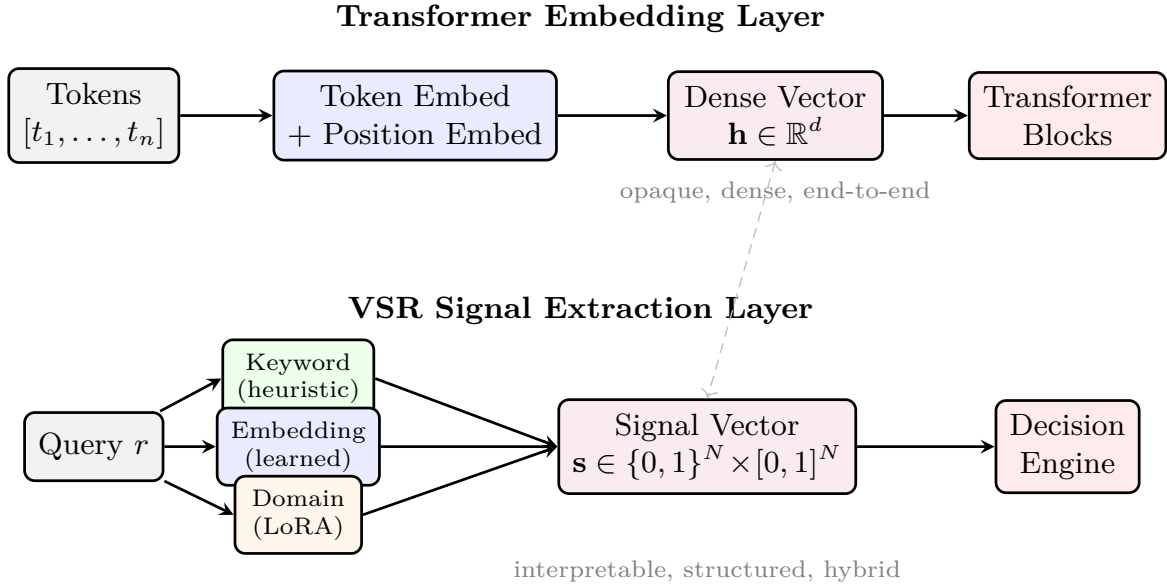 Transformer Embedding Layer
Tokens
[t₁, . . . , tₙ]
Token Embed
+ Position Embed
Dense Vector
h ∈ ℝᵈ
Transformer
Blocks
opaque, dense, end-to-end
VSR Signal Extraction Layer
Query r
Keyword
(heuristic)
Embedding
(learned)
Domain
(LoRA)
Signal Vector
s ∈ {0, 1}ᴺ×[0, 1]ᴺ
Decision
Engine
interpretable, structured, hybrid